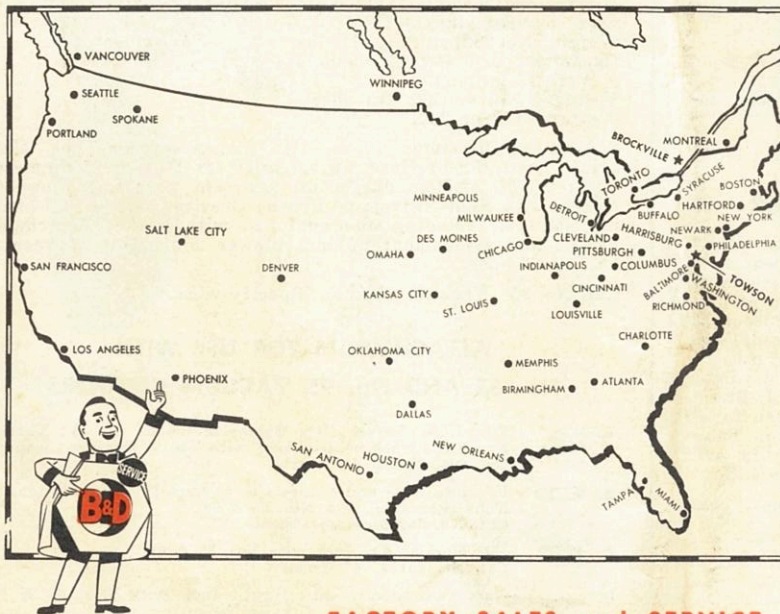 VANCOUVER
SEATTLE
SPOKANE
PORTLAND
WINNIPEG
BROCKVILLE
MONTREAL
TORONTO
SYRACUSE
BOSTON
HARTFORD
BUFFALO
NEW YORK
MINNEAPOLIS
MILWAUKEE
DETROIT
CLEVELAND
HARRISBURG
NEWARK
PHILADELPHIA
SALT LAKE CITY
DES MOINES
OMAHA
CHICAGO
PITTSBURGH
INDIANAPOLIS
COLUMBUS
BALTIMORE
TOWSON
WASHINGTON
SAN FRANCISCO
DENVER
KANSAS CITY
ST. LOUIS
CINCINNATI
LOUISVILLE
RICHMOND
CHARLOTTE
LOS ANGELES
OKLAHOMA CITY
MEMPHIS
PHOENIX
BIRMINGHAM
ATLANTA
DALLAS
SAN ANTONIO
HOUSTON
NEW ORLEANS
TAMPA
MIAMI
SERVICE
B&D